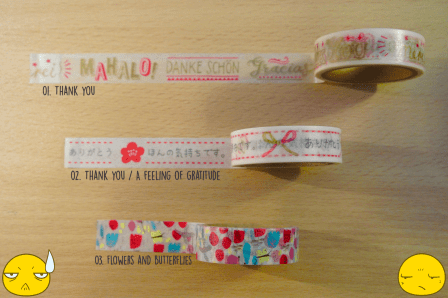 MAHALO! DANKE SCHÖN Gracias
01. THANK YOU
ありがとう ほんの気持ちです。
02. THANK YOU / A FEELING OF GRATITUDE
03. FLOWERS AND BUTTERFLIES